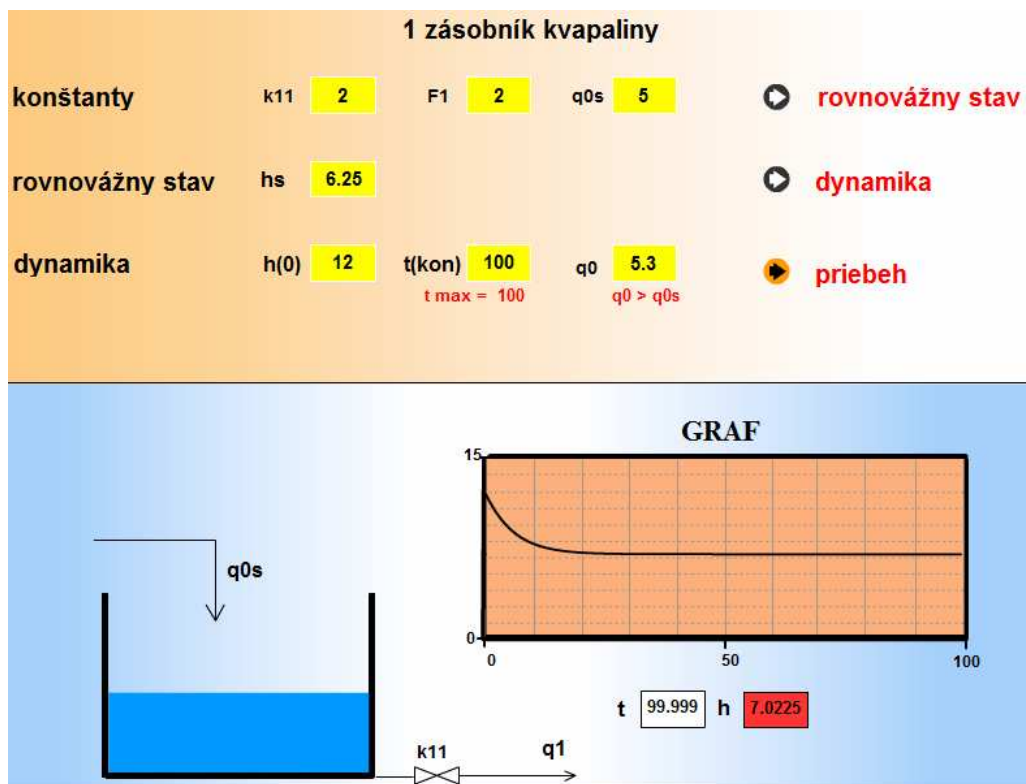 1 zásobník kvapaliny
konštanty k11 2 F1 2 q0s 5 rovnovážny stav
rovnovážny stav hs 6.25 dynamika
dynamika h(0) 12 t(kon) 100 q0 5.3 priebeh
t max = 100 q0 > q0s
GRAF
15
q0s
0
0 50 100
t 99.999 h 7.0225
k11 q1